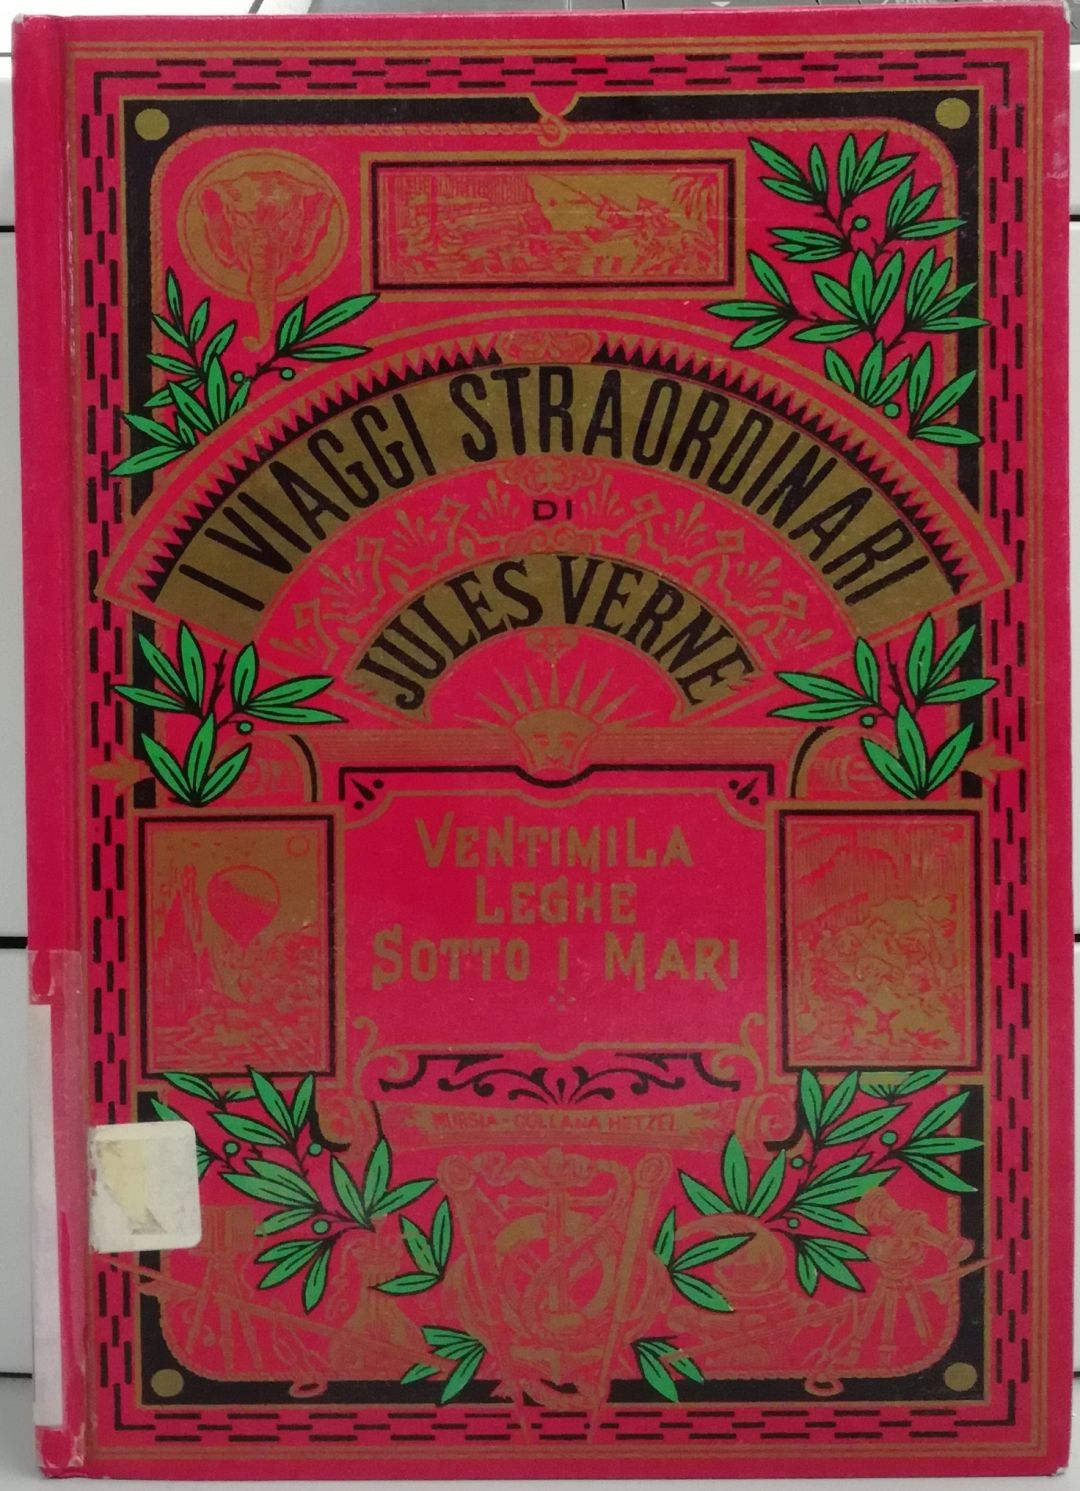 I VIAGGI STRAORDINARI
DI
JULES VERNE
VENTIMILA
LEGHE
SOTTO I MARI
MURSIA - COLLANA HETZEL